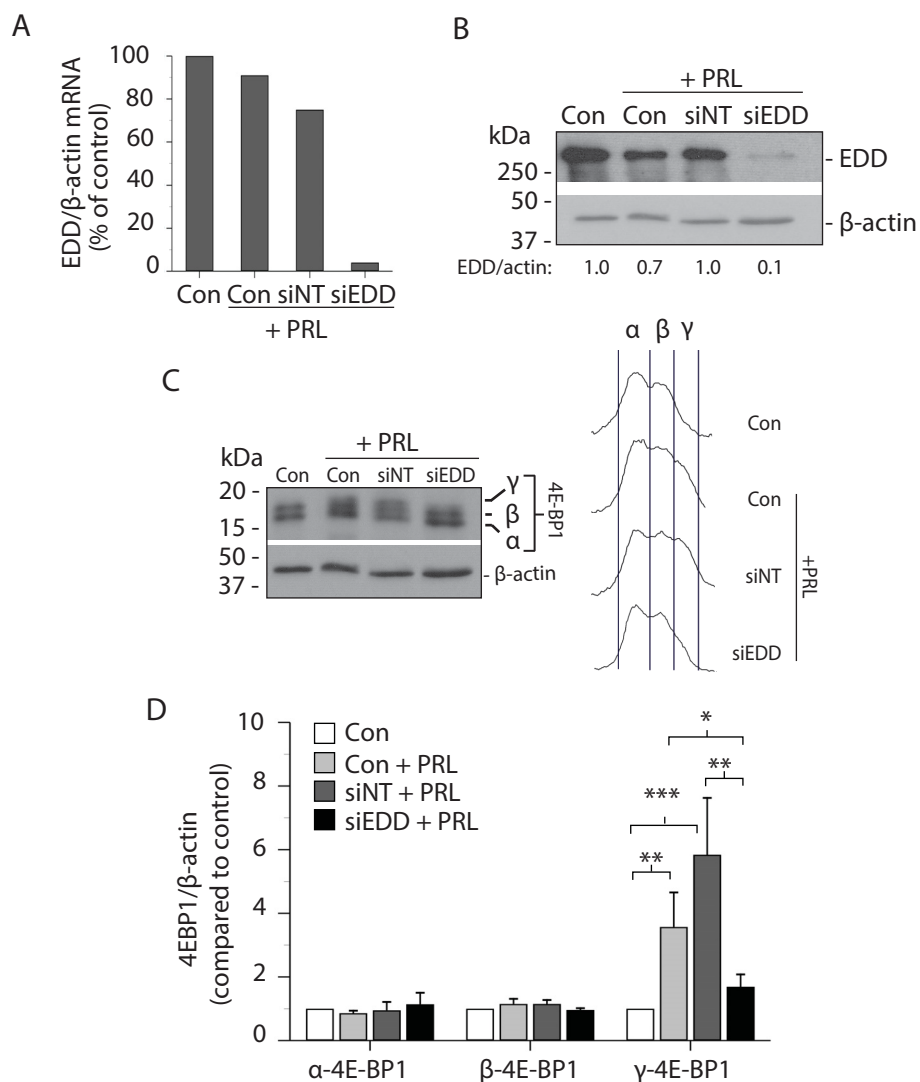 A
EDD/β-actin mRNA
(% of control)
100
80
60
40
20
0
Con Con siNT siEDD
+ PRL
B
+ PRL
Con Con siNT siEDD
kDa
250 -
- EDD
50 -
- β-actin
37 -
EDD/actin: 1.0 0.7 1.0 0.1
C
+ PRL
kDa
Con Con siNT siEDD
20 -
15 -
γ
β
α
4E-BP1
50 -
37 -
- β-actin
α β γ
Con
Con
siNT
siEDD
+PRL
D
4EBP1/β-actin
(compared to control)
10
8
6
4
2
0
Con
Con + PRL
siNT + PRL
siEDD + PRL
*
**
***
**
α-4E-BP1 β-4E-BP1 γ-4E-BP1